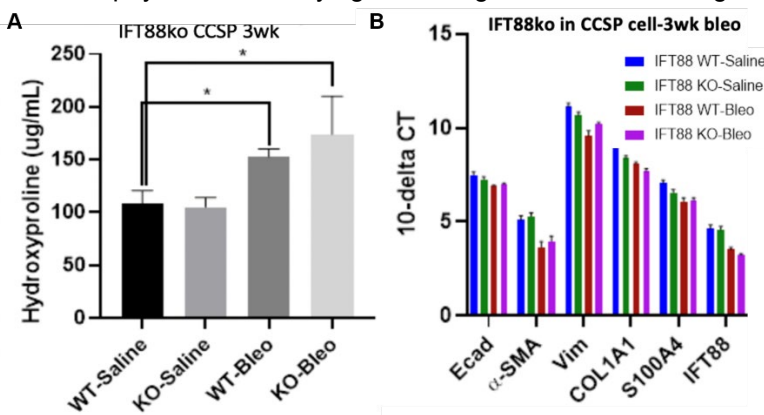 A
IFT88ko CCSP 3wk
Hydroxyproline (ug/mL)
250
200
150
100
50
0
*
*
WT-Saline
KO-Saline
WT-Bleo
KO-Bleo
B
IFT88ko in CCSP cell-3wk bleo
10-delta CT
15
10
5
0
IFT88 WT-Saline
IFT88 KO-Saline
IFT88 WT-Bleo
IFT88 KO-Bleo
Ecad
α-SMA
Vim
COL1A1
S100A4
IFT88